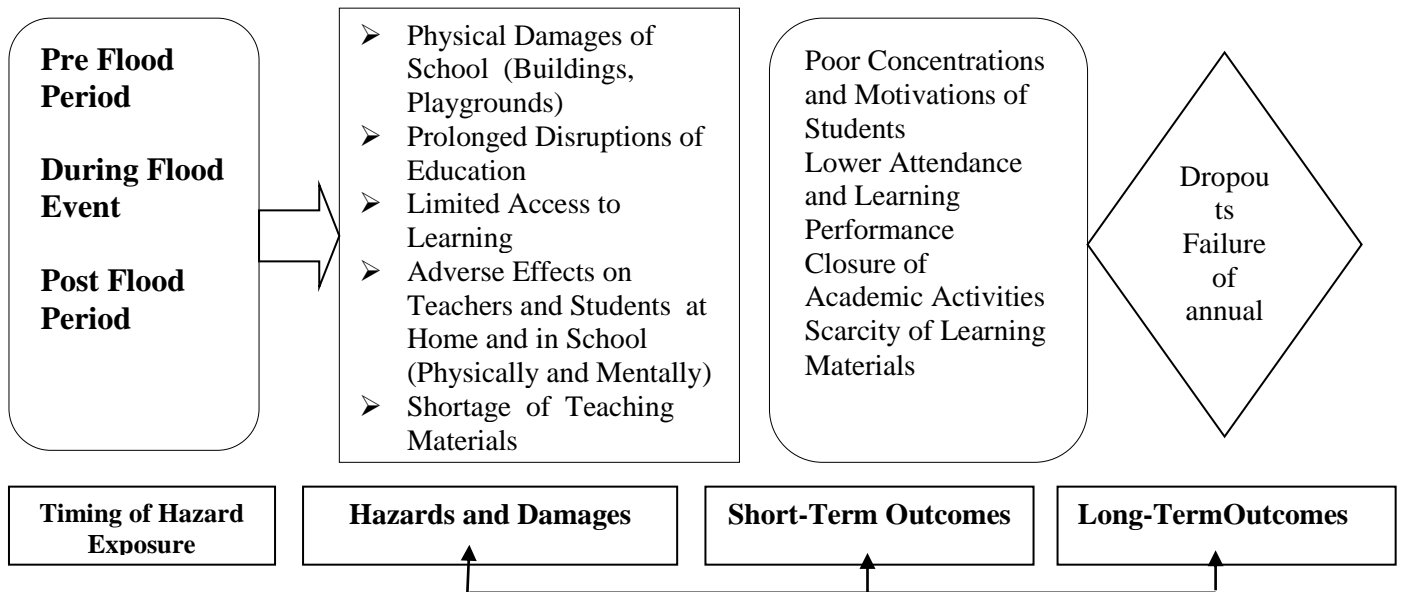 Pre Flood
Period
During Flood
Event
Post Flood
Period
➢ Physical Damages of
School (Buildings,
Playgrounds)
➢ Prolonged Disruptions of
Education
➢ Limited Access to
Learning
➢ Adverse Effects on
Teachers and Students at
Home and in School
(Physically and Mentally)
➢ Shortage of Teaching
Materials
Poor Concentrations
and Motivations of
Students
Lower Attendance
and Learning
Performance
Closure of
Academic Activities
Scarcity of Learning
Materials
Dropou
ts
Failure
of
annual
Timing of Hazard
Exposure
Hazards and Damages
Short-Term Outcomes
Long-TermOutcomes